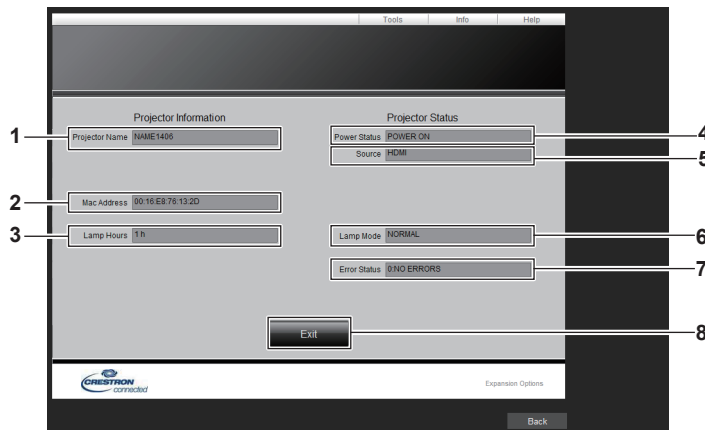 Tools Info Help
Projector Information Projector Status
1 Projector Name NAME1406
Power Status POWER ON 4
Source HDMI 5
2 Mac Address 00:16:E8:76:13:2D
3 Lamp Hours 1 h
Lamp Mode NORMAL 6
Error Status 0:NO ERRORS 7
Exit 8
CRESTRON
connected
Expansion Options
Back